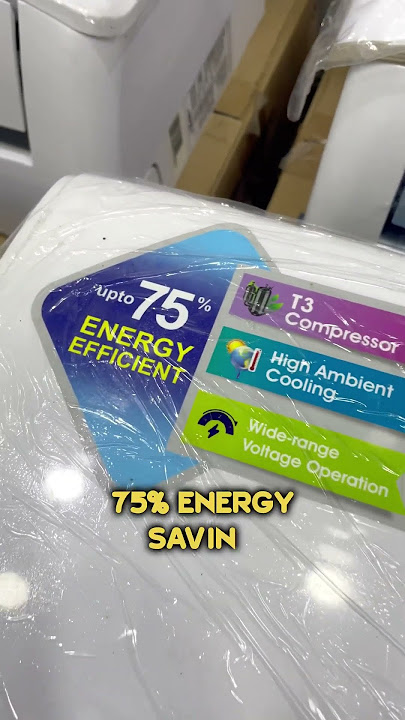 upto 75%
ENERGY
EFFICIENT
T3
Compressor
High Ambient
Cooling
Wide-range
Voltage Operation
75% ENERGY
SAVIN